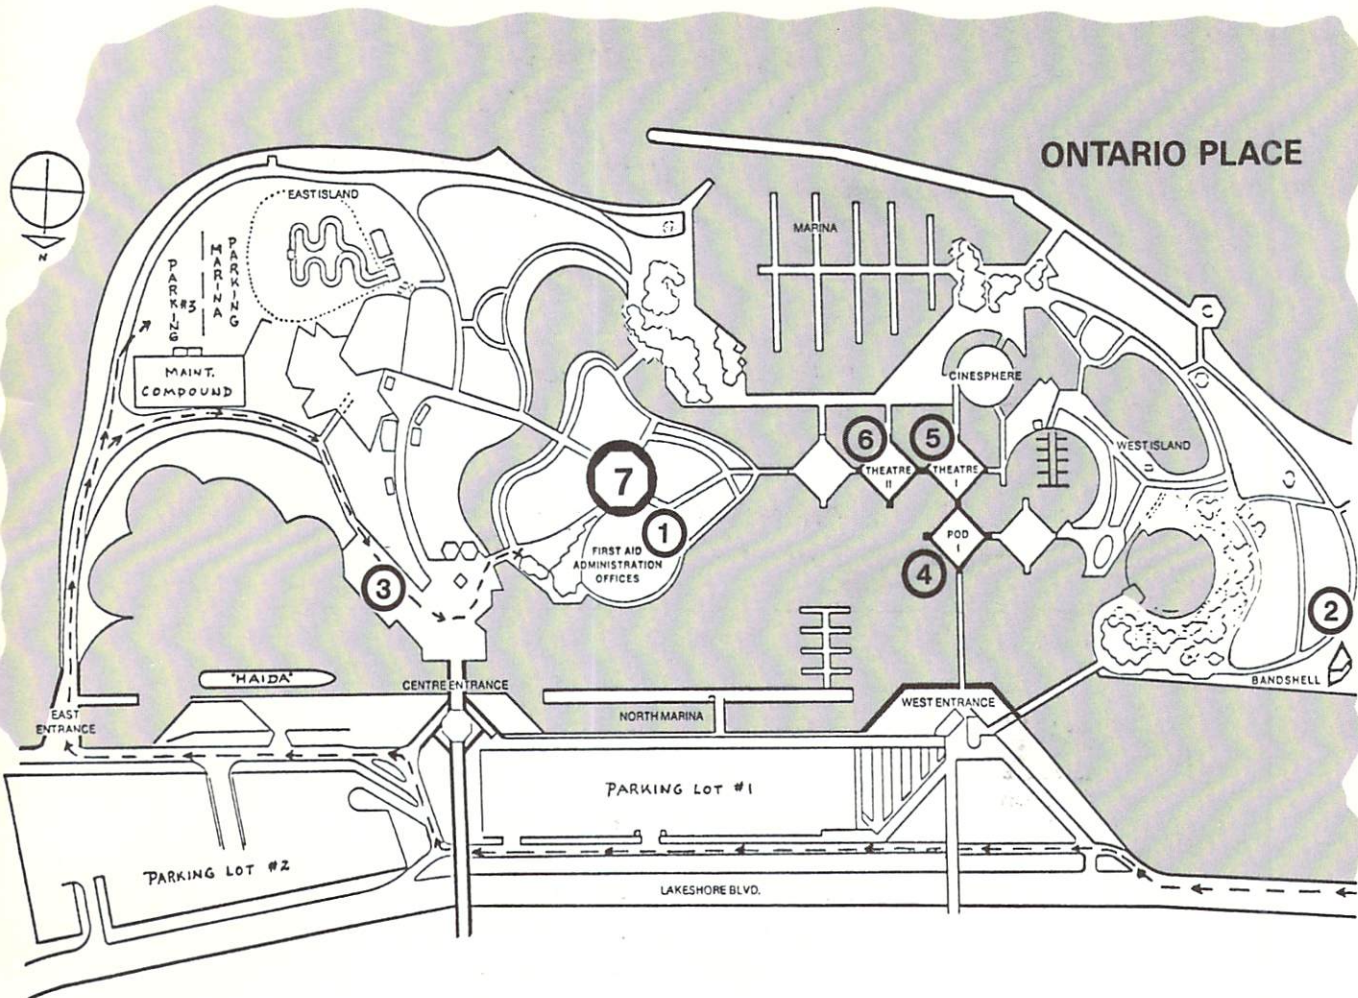 ONTARIO PLACE
N
EAST ISLAND
MARINA
PARKING
#3
MARINA
PARKING
MAINT.
COMPOUND
C
CINESPHERE
WEST ISLAND
6
5
THEATRE
II
THEATRE
I
7
1
FIRST AID
ADMINISTRATION
OFFICES
POD
I
4
3
2
BANDSHELL
"HAIDA"
CENTRE ENTRANCE
EAST
ENTRANCE
NORTH MARINA
WEST ENTRANCE
PARKING LOT #1
PARKING LOT #2
LAKESHORE BLVD.